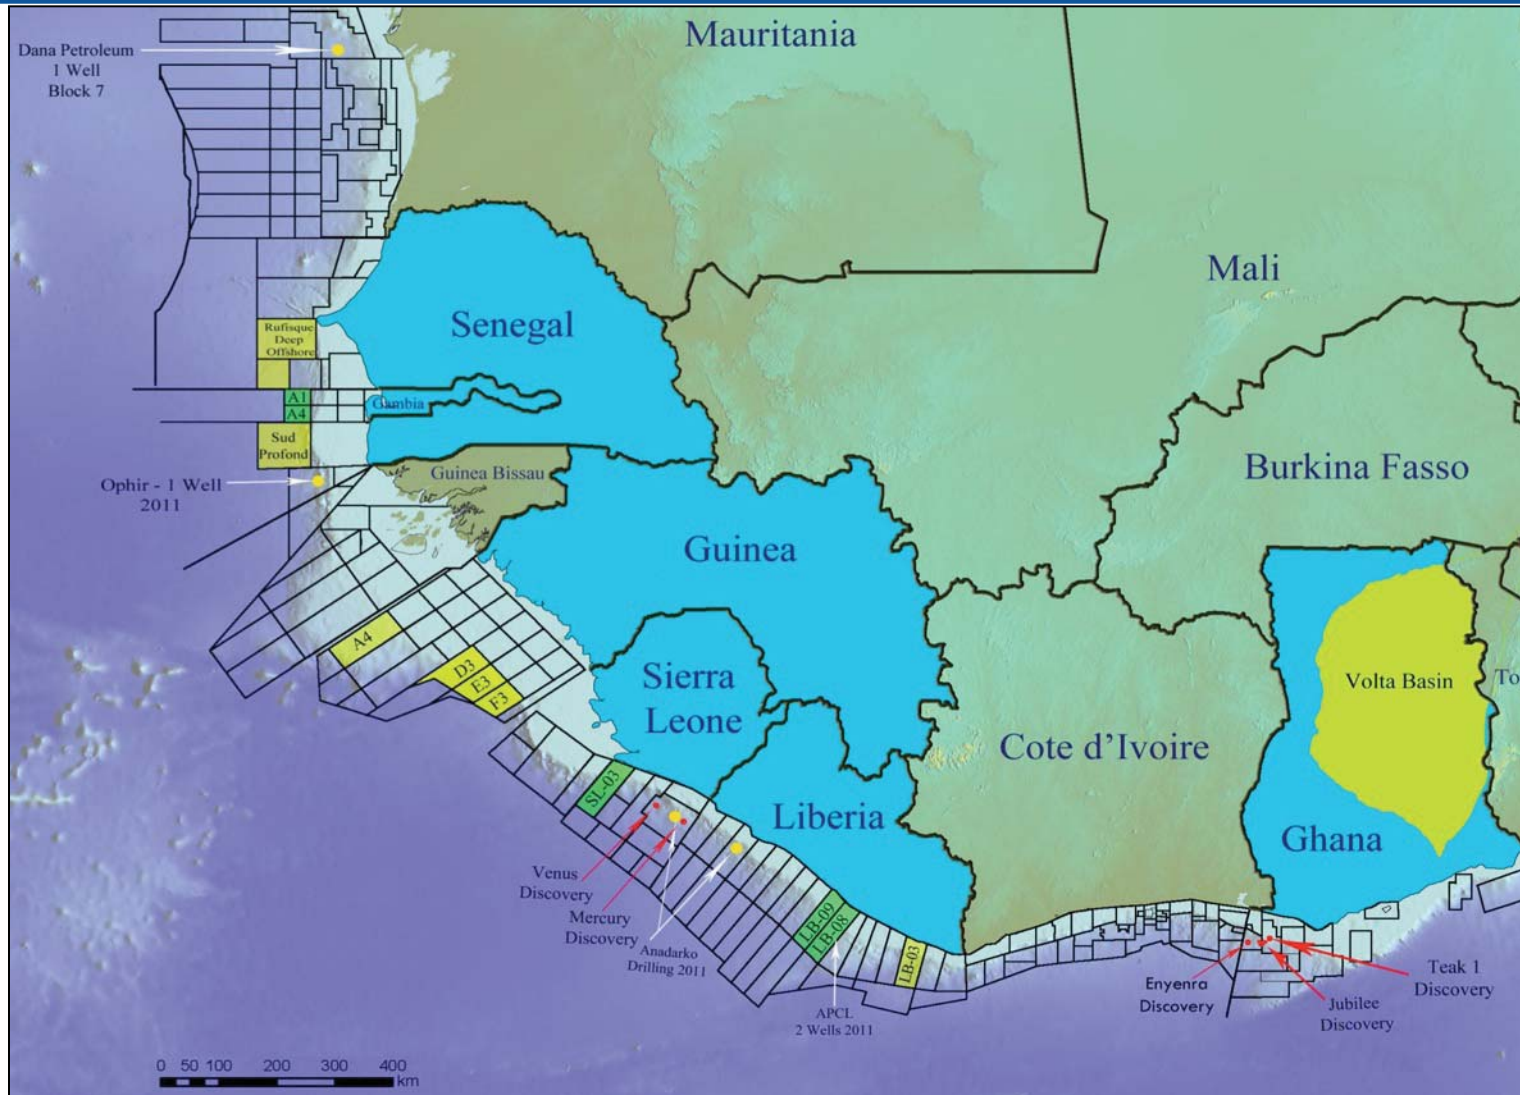 Mauritania
Dana Petroleum
1 Well
Block 7
Mali
Senegal
Rufisque
Deep
Offshore
A1
A4
Gambia
Sud
Profond
Guinea Bissau
Ophir - 1 Well
2011
Burkina Fasso
Guinea
A4
D3
E3
F3
Sierra
Leone
Volta Basin
To
Cote d'Ivoire
SL-03
Liberia
Ghana
Venus
Discovery
Mercury
Discovery
Anadarko
Drilling 2011
LB-09
LB-08
LB-03
APCL
2 Wells 2011
Enyenra
Discovery
Jubilee
Discovery
Teak 1
Discovery
0 50 100 200 300 400
km